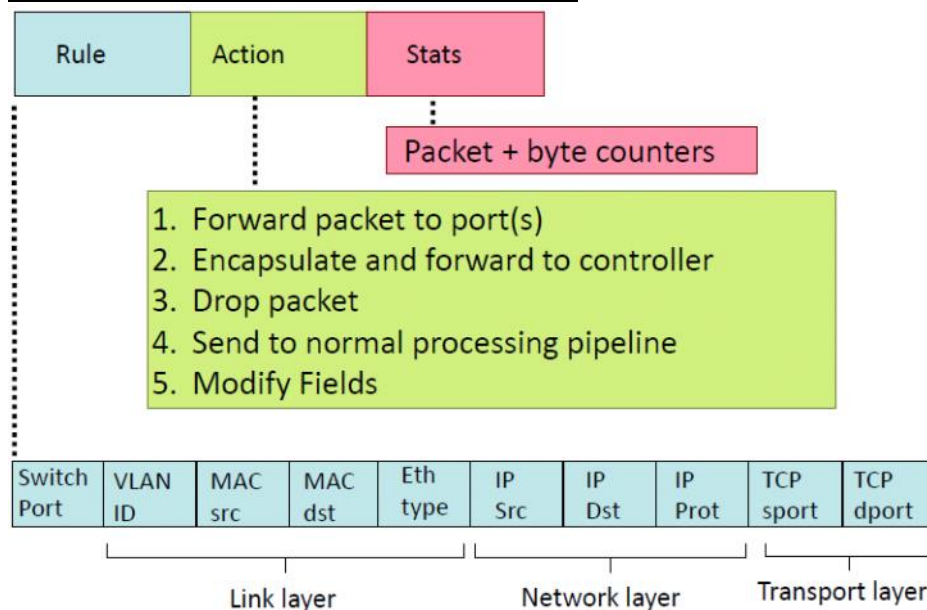 Rule Action Stats
Packet + byte counters
1. Forward packet to port(s)
2. Encapsulate and forward to controller
3. Drop packet
4. Send to normal processing pipeline
5. Modify Fields
Switch VLAN MAC MAC Eth IP IP IP TCP TCP
Port ID src dst type Src Dst Prot sport dport
Link layer Network layer Transport layer